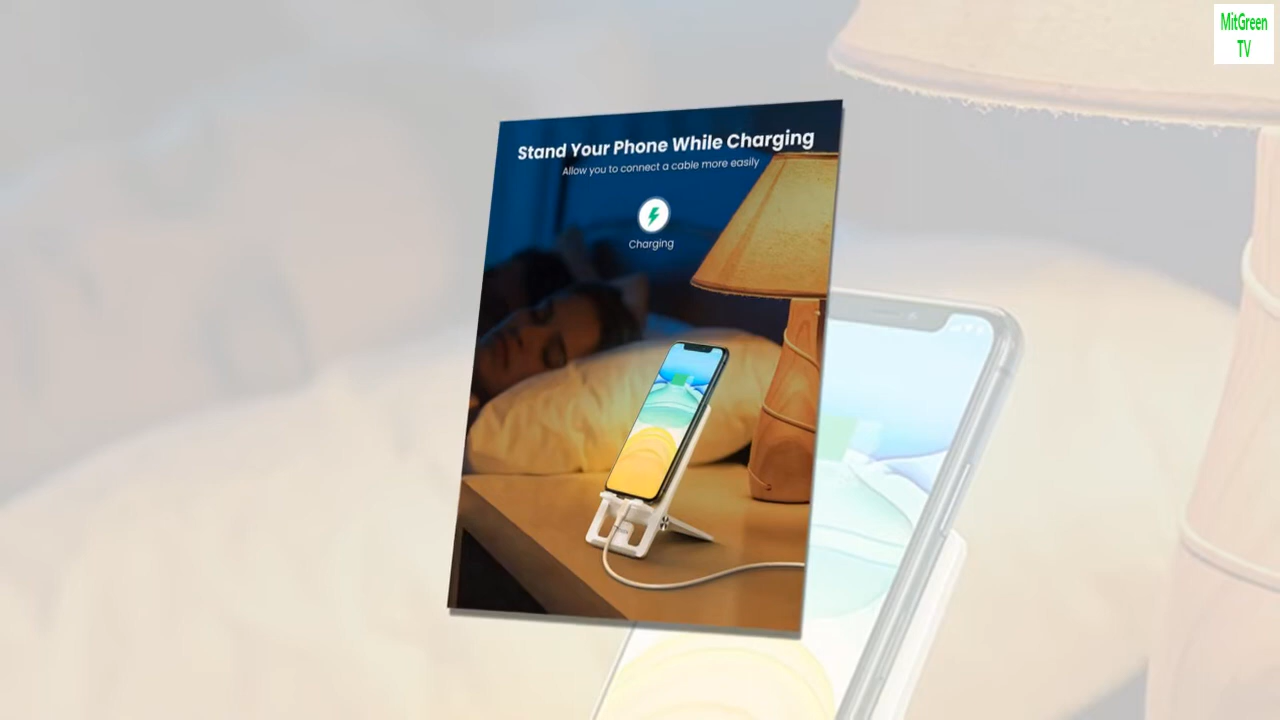 MitGreen
TV
Stand Your Phone While Charging
Allow you to connect a cable more easily
Charging